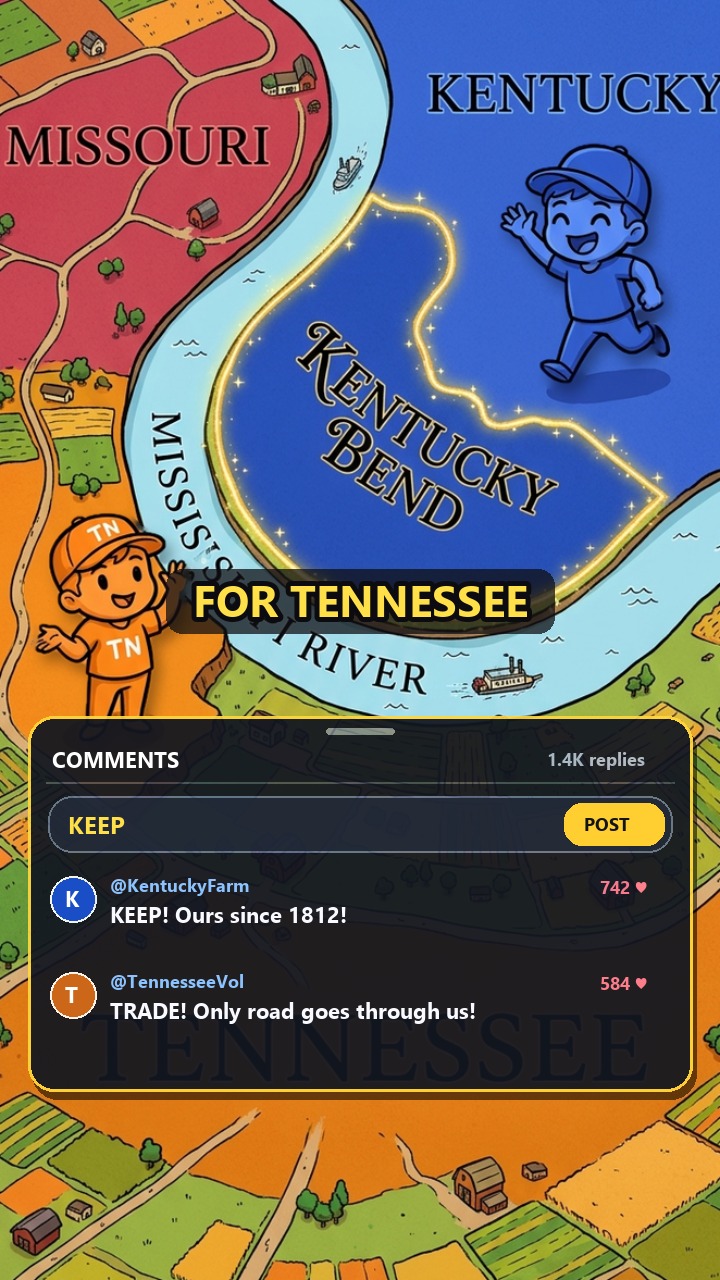 KENTUCKY
MISSOURI
KENTUCKY
BEND
MISSISSIPPI RIVER
TN
TN
FOR TENNESSEE
COMMENTS
1.4K replies
KEEP
POST
K
@KentuckyFarm
742 ♥
KEEP! Ours since 1812!
T
@TennesseeVol
584 ♥
TRADE! Only road goes through us!
TENNESSEE